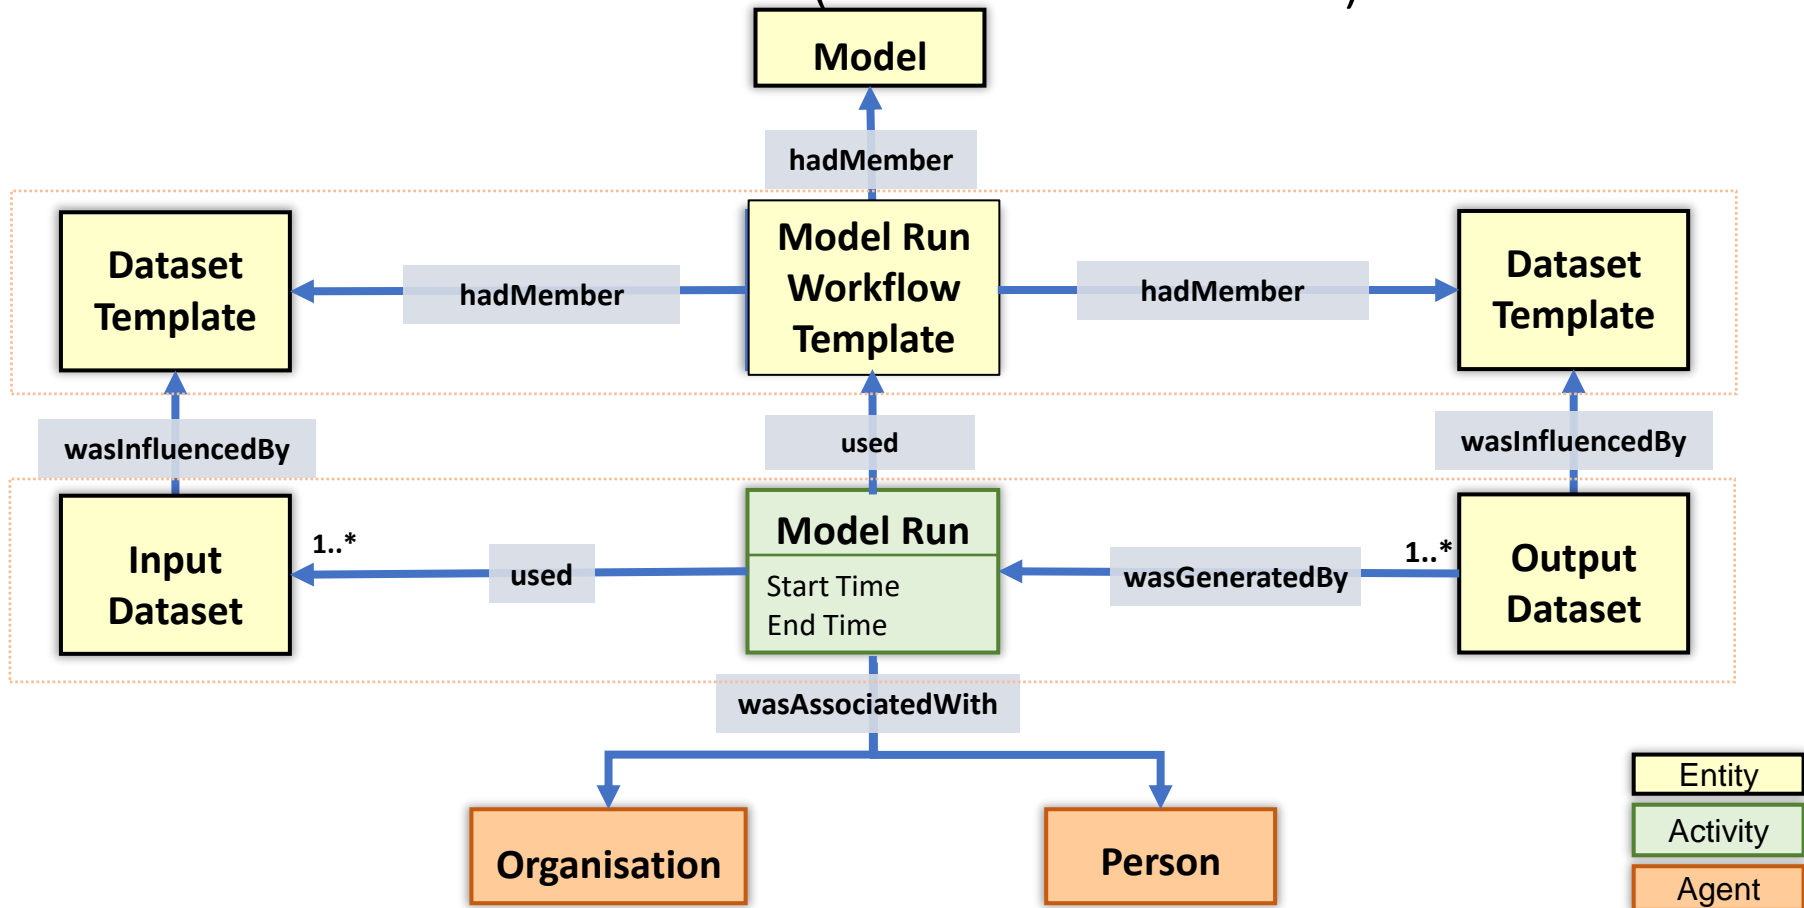 Model
hadMember
Dataset
Template
hadMember
Model Run
Workflow
Template
hadMember
Dataset
Template
wasInfluencedBy
used
wasInfluencedBy
Input
Dataset
1..*
used
Model Run
Start Time
End Time
wasGeneratedBy
1..*
Output
Dataset
wasAssociatedWith
Organisation
Person
Entity
Activity
Agent